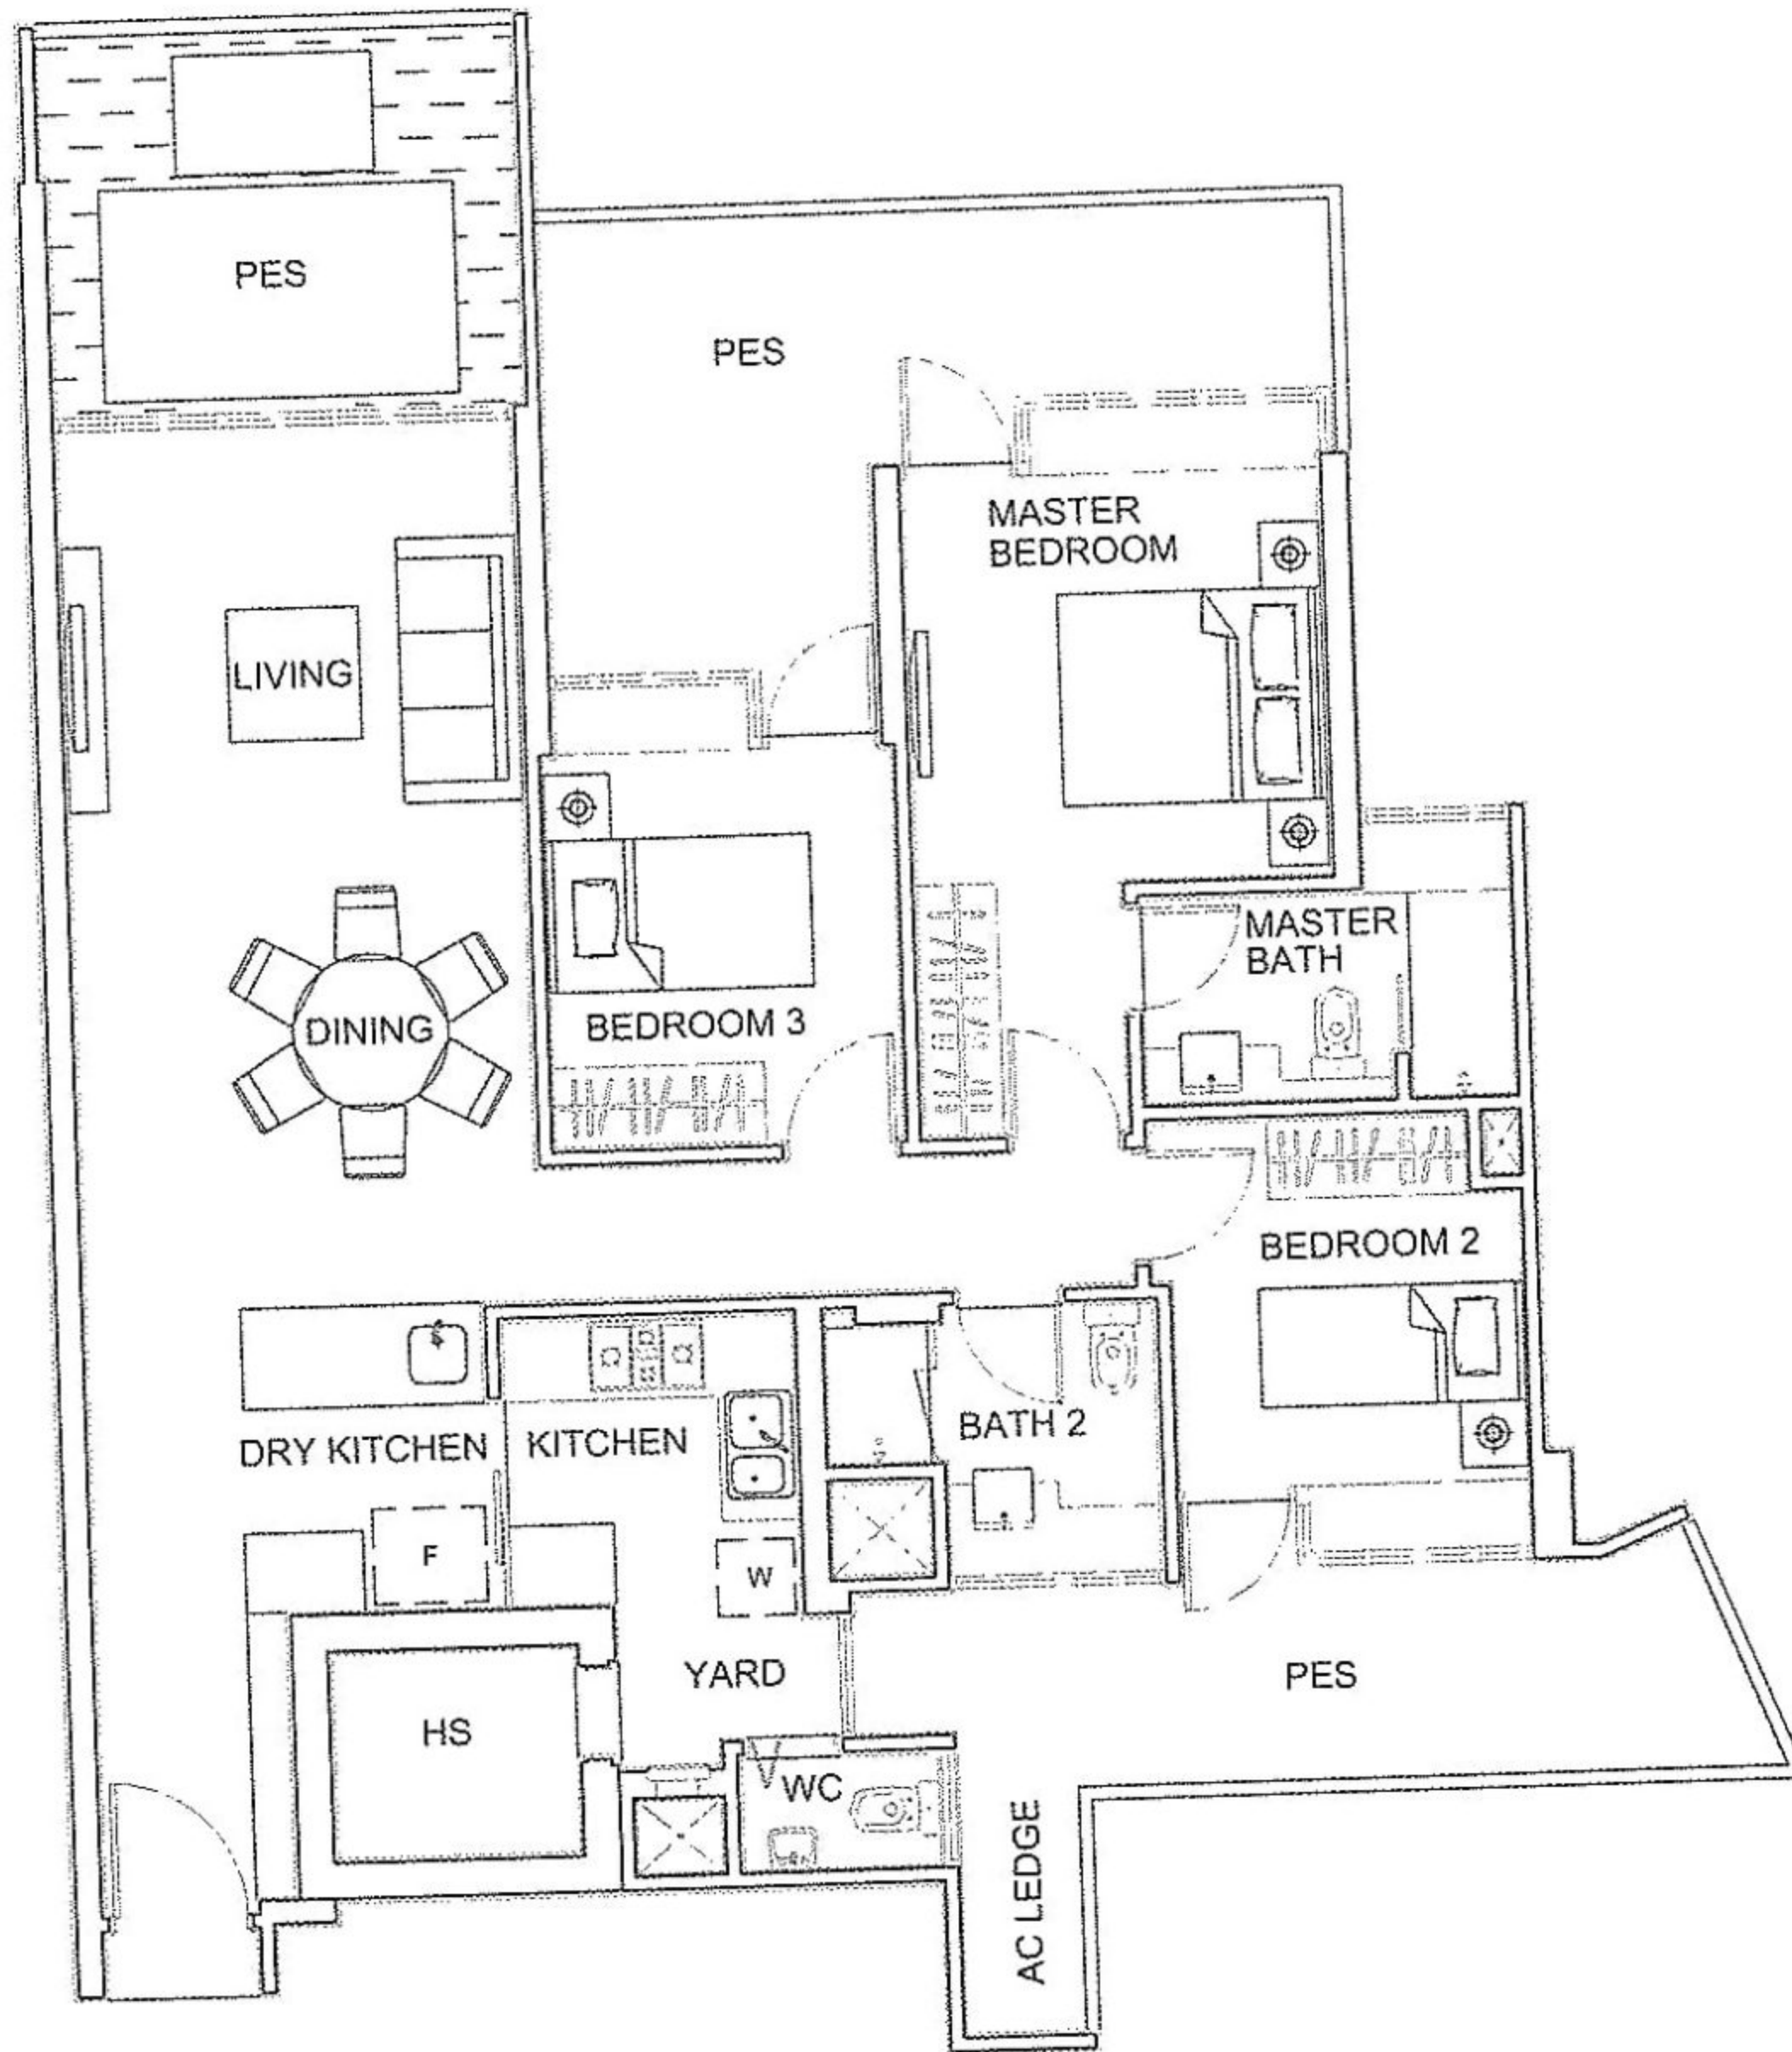 PES
PES
MASTER
BEDROOM
LIVING
MASTER
BATH
BEDROOM 3
DINING
BEDROOM 2
DRY KITCHEN
KITCHEN
BATH 2
F
W
YARD
PES
HS
WC
AC LEDGE